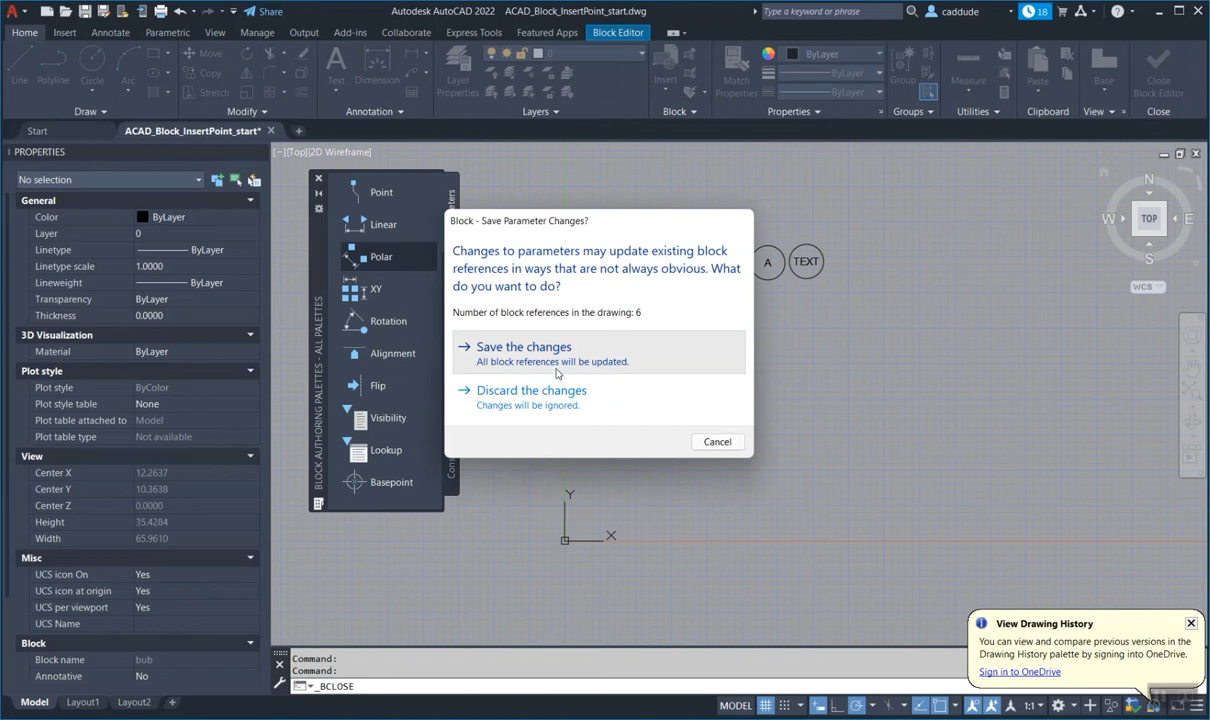 Share
Autodesk AutoCAD 2022 ACAD_Block_InsertPoint_start.dwg
Type a keyword or phrase
caddude
18
Home Insert Annotate Parametric View Manage Output Add-ins Collaborate Express Tools Featured Apps Block Editor
Line Polyline Circle Arc
Move
Copy
Stretch
Text Dimension
Layer Properties
0
Insert
Match Properties
ByLayer
ByLayer
ByLayer
Group
Measure
Paste
Base
Close Block Editor
Draw Modify Annotation Layers Block Properties Groups Utilities Clipboard View Close
Start ACAD_Block_InsertPoint_start*
PROPERTIES
[−][Top][2D Wireframe]
No selection
General
Color ByLayer
Layer 0
Linetype ByLayer
Linetype scale 1.0000
Lineweight ByLayer
Transparency ByLayer
Thickness 0.0000
3D Visualization
Material ByLayer
Plot style
Plot style ByColor
Plot style table None
Plot table attached to Model
Plot table type Not available
View
Center X 12.2637
Center Y 10.3638
Center Z 0.0000
Height 35.4284
Width 65.9610
Misc
UCS icon On Yes
UCS icon at origin Yes
UCS per viewport Yes
UCS Name
Block
Block name bub
Annotative No
BLOCK AUTHORING PALETTES - ALL PALETTES
Point
Linear
Polar
XY
Rotation
Alignment
Flip
Visibility
Lookup
Basepoint
Block - Save Parameter Changes?
Changes to parameters may update existing block
references in ways that are not always obvious. What
do you want to do?
Number of block references in the drawing: 6
Save the changes
All block references will be updated.
Discard the changes
Changes will be ignored.
Cancel
A TEXT
N
W TOP E
S
WCS
Y
X
View Drawing History
You can view and compare previous versions in the
Drawing History palette by signing into OneDrive.
Sign in to OneDrive
Command:
Command:
_BCLOSE
Model Layout1 Layout2
MODEL
1:1